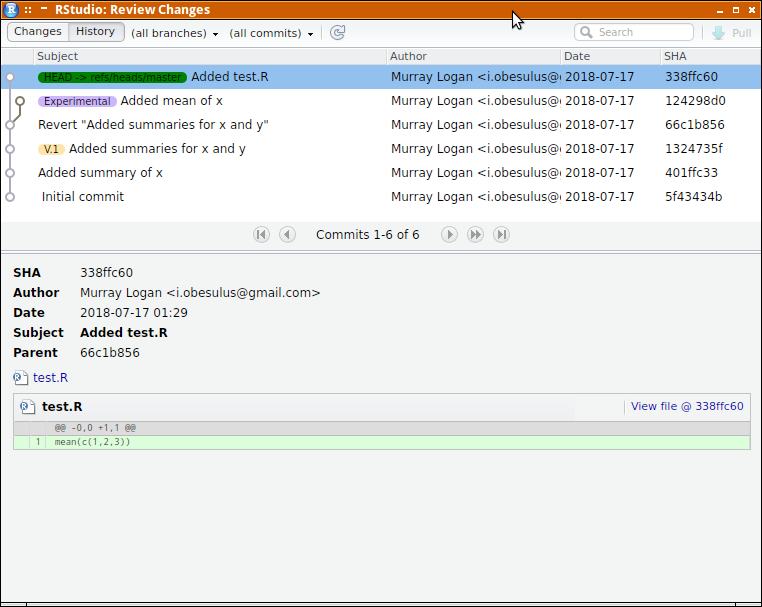 RStudio: Review Changes
Changes History (all branches) (all commits) Search Pull
Subject Author Date SHA
HEAD -> refs/heads/master Added test.R Murray Logan <i.obesulus@g 2018-07-17 338ffc60
Experimental Added mean of x Murray Logan <i.obesulus@g 2018-07-17 124298d0
Revert "Added summaries for x and y" Murray Logan <i.obesulus@g 2018-07-17 66c1b856
V.1 Added summaries for x and y Murray Logan <i.obesulus@g 2018-07-17 1324735f
Added summary of x Murray Logan <i.obesulus@g 2018-07-17 401ffc33
Initial commit Murray Logan <i.obesulus@g 2018-07-17 5f43434b
Commits 1-6 of 6
SHA 338ffc60
Author Murray Logan <i.obesulus@gmail.com>
Date 2018-07-17 01:29
Subject Added test.R
Parent 66c1b856
test.R
test.R View file @ 338ffc60
@@ -0,0 +1,1 @@
1 mean(c(1,2,3))